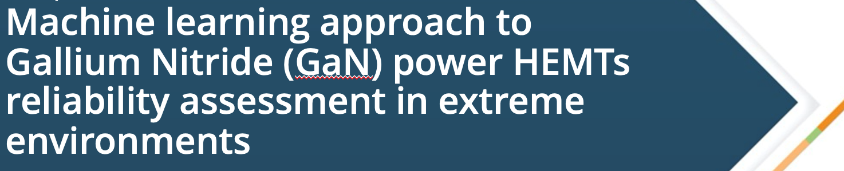 Machine learning approach to
Gallium Nitride (GaN) power HEMTs
reliability assessment in extreme
environments